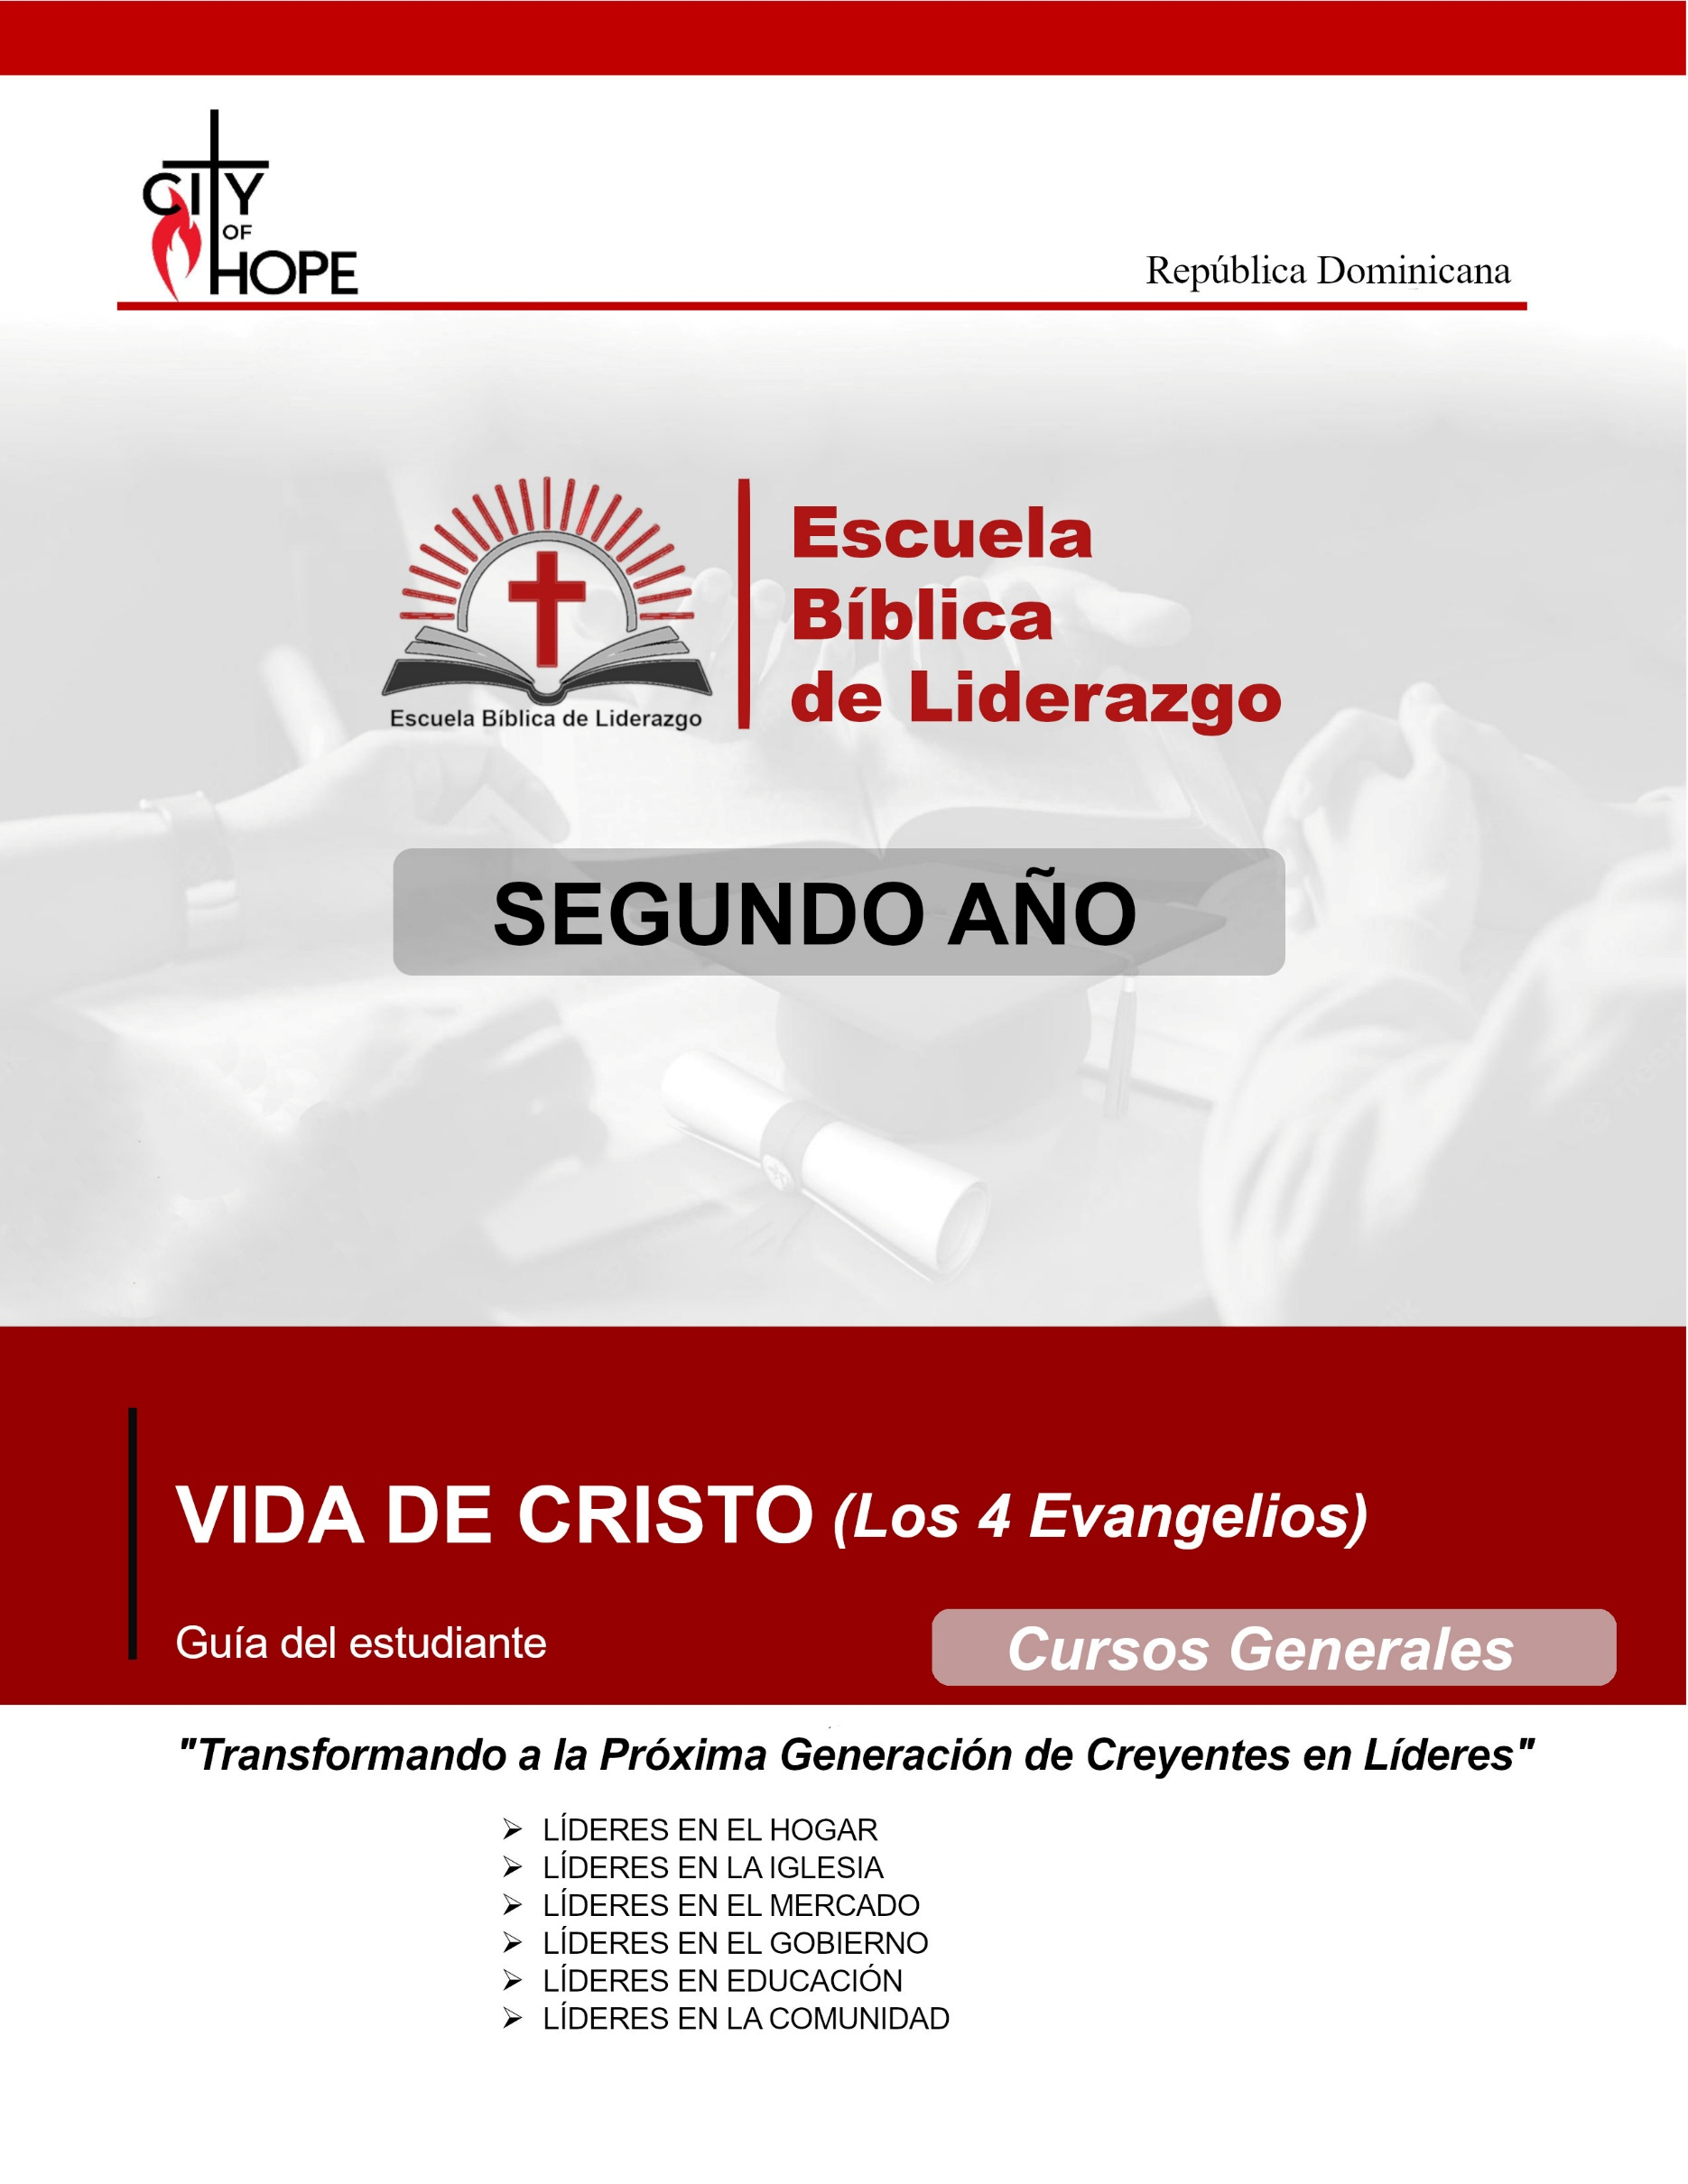 CITY
OF
HOPE
República Dominicana
Escuela
Bíblica
de Liderazgo
Escuela Bíblica de Liderazgo
SEGUNDO AÑO
VIDA DE CRISTO (Los 4 Evangelios)
Guía del estudiante
Cursos Generales
"Transformando a la Próxima Generación de Creyentes en Líderes"
➢ LÍDERES EN EL HOGAR
➢ LÍDERES EN LA IGLESIA
➢ LÍDERES EN EL MERCADO
➢ LÍDERES EN EL GOBIERNO
➢ LÍDERES EN EDUCACIÓN
➢ LÍDERES EN LA COMUNIDAD